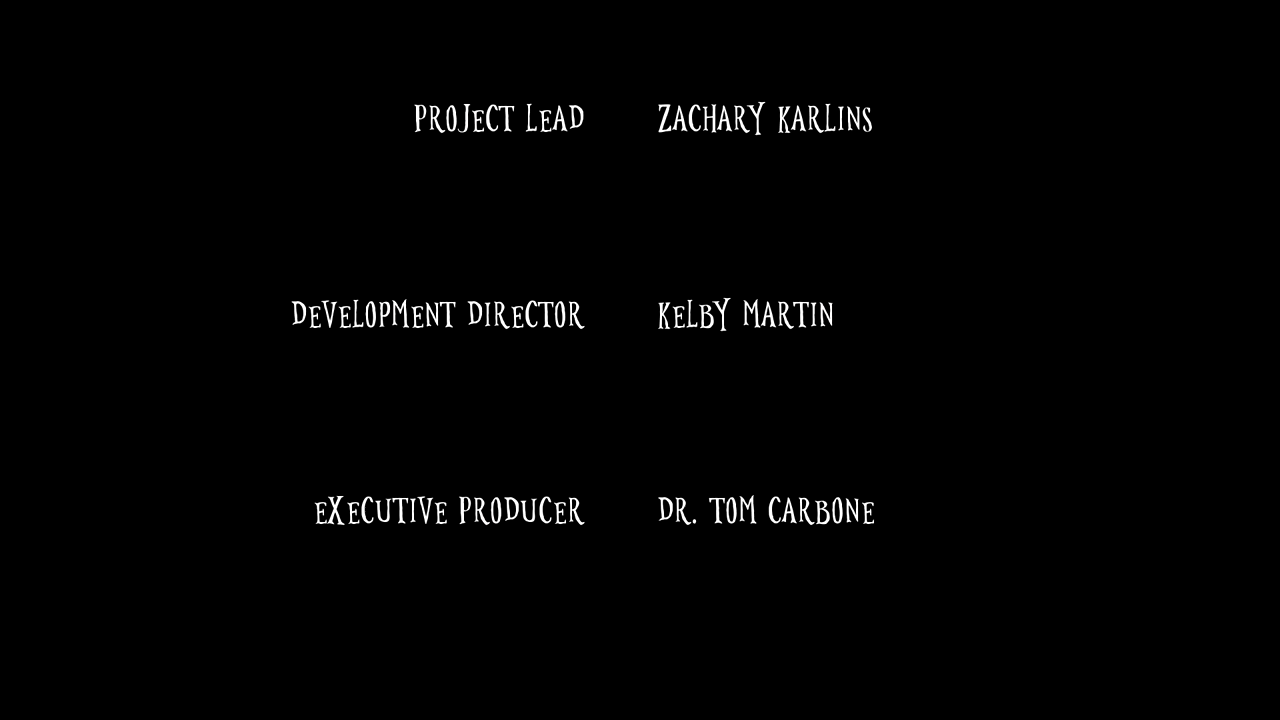 PROJECT LEAD ZACHARY KARLINS
DEVELOPMENT DIRECTOR KELBY MARTIN
EXECUTIVE PRODUCER DR. TOM CARBONE